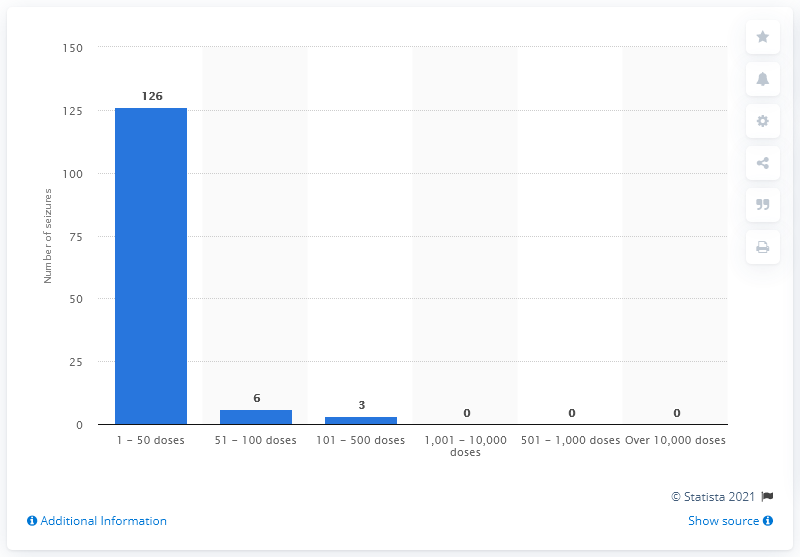 150
125
100
75
50
25
0
Number of seizures
126
6
3
0
0
0
1 – 50 doses
51 – 100 doses
101 – 500 doses
1,001 – 10,000
doses
501 – 1,000 doses
Over 10,000 doses
© Statista 2021
Additional Information
Show source